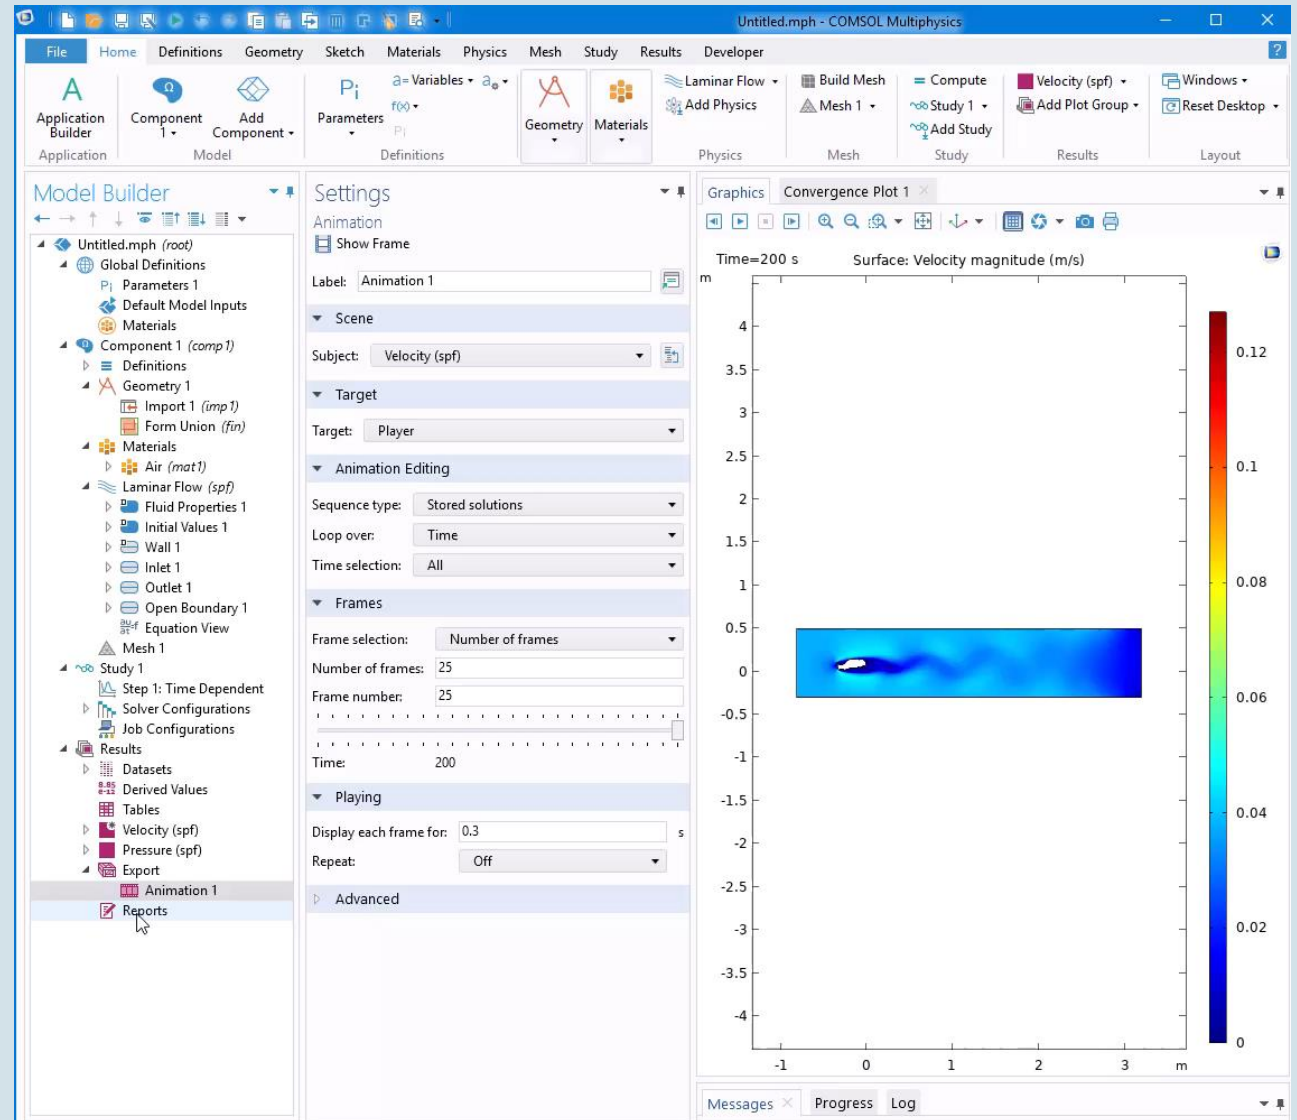 Untitled.mph - COMSOL Multiphysics
File Home Definitions Geometry Sketch Materials Physics Mesh Study Results Developer
Application Builder
Application
Component 1
Add Component
Model
Pi
Parameters
a= Variables
f(x)
Pi
Definitions
Geometry
Materials
Laminar Flow
Add Physics
Physics
Build Mesh
Mesh 1
Mesh
= Compute
Study 1
Add Study
Study
Velocity (spf)
Add Plot Group
Results
Windows
Reset Desktop
Layout
Model Builder
Untitled.mph (root)
Global Definitions
Pi Parameters 1
Default Model Inputs
Materials
Component 1 (comp1)
Definitions
Geometry 1
Import 1 (imp1)
Form Union (fin)
Materials
Air (mat1)
Laminar Flow (spf)
Fluid Properties 1
Initial Values 1
Wall 1
Inlet 1
Outlet 1
Open Boundary 1
Equation View
Mesh 1
Study 1
Step 1: Time Dependent
Solver Configurations
Job Configurations
Results
Datasets
Derived Values
Tables
Velocity (spf)
Pressure (spf)
Export
Animation 1
Reports
Settings
Animation
Show Frame
Label: Animation 1
Scene
Subject: Velocity (spf)
Target
Target: Player
Animation Editing
Sequence type: Stored solutions
Loop over: Time
Time selection: All
Frames
Frame selection: Number of frames
Number of frames: 25
Frame number: 25
Time: 200
Playing
Display each frame for: 0.3 s
Repeat: Off
Advanced
Graphics Convergence Plot 1
Time=200 s Surface: Velocity magnitude (m/s)
m
4
3.5
3
2.5
2
1.5
1
0.5
0
-0.5
-1
-1.5
-2
-2.5
-3
-3.5
-4
-1 0 1 2 3 m
0.12
0.1
0.08
0.06
0.04
0.02
0
Messages Progress Log